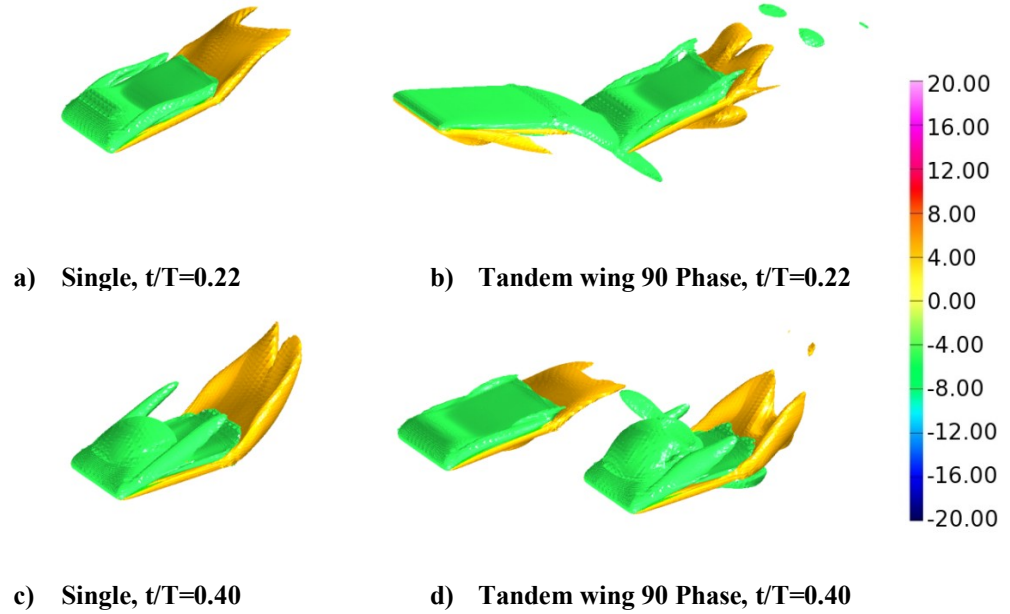 20.00
16.00
12.00
8.00
4.00
0.00
-4.00
-8.00
-12.00
-16.00
-20.00
a) Single, t/T=0.22
b) Tandem wing 90 Phase, t/T=0.22
c) Single, t/T=0.40
d) Tandem wing 90 Phase, t/T=0.40